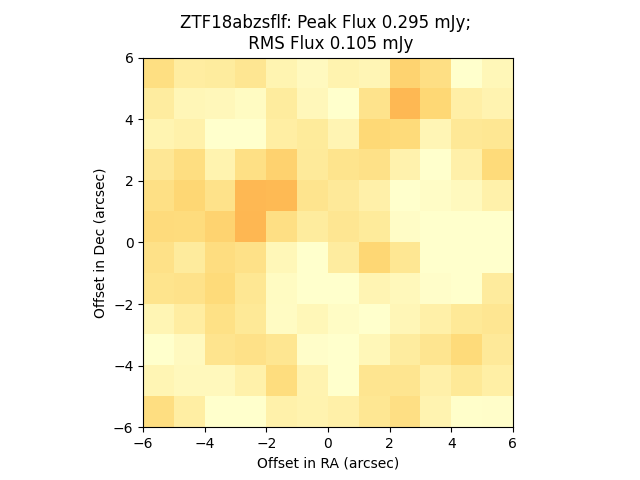 ZTF18abzsflf: Peak Flux 0.295 mJy;
RMS Flux 0.105 mJy
6
4
2
0
−2
−4
−6
Offset in Dec (arcsec)
−6 −4 −2 0 2 4 6
Offset in RA (arcsec)